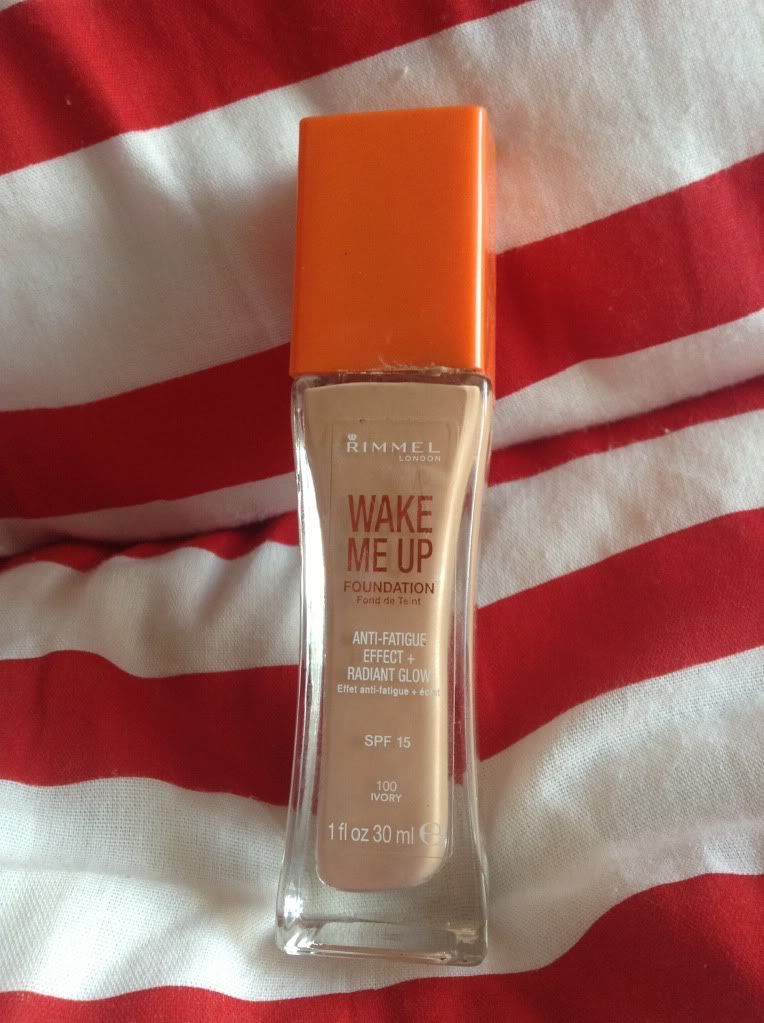 RIMMEL
LONDON
WAKE
ME UP
FOUNDATION
Fond de Teint
ANTI-FATIGUE
EFFECT +
RADIANT GLOW
Effet anti-fatigue + éclat
SPF 15
100
IVORY
1 fl oz 30 ml e